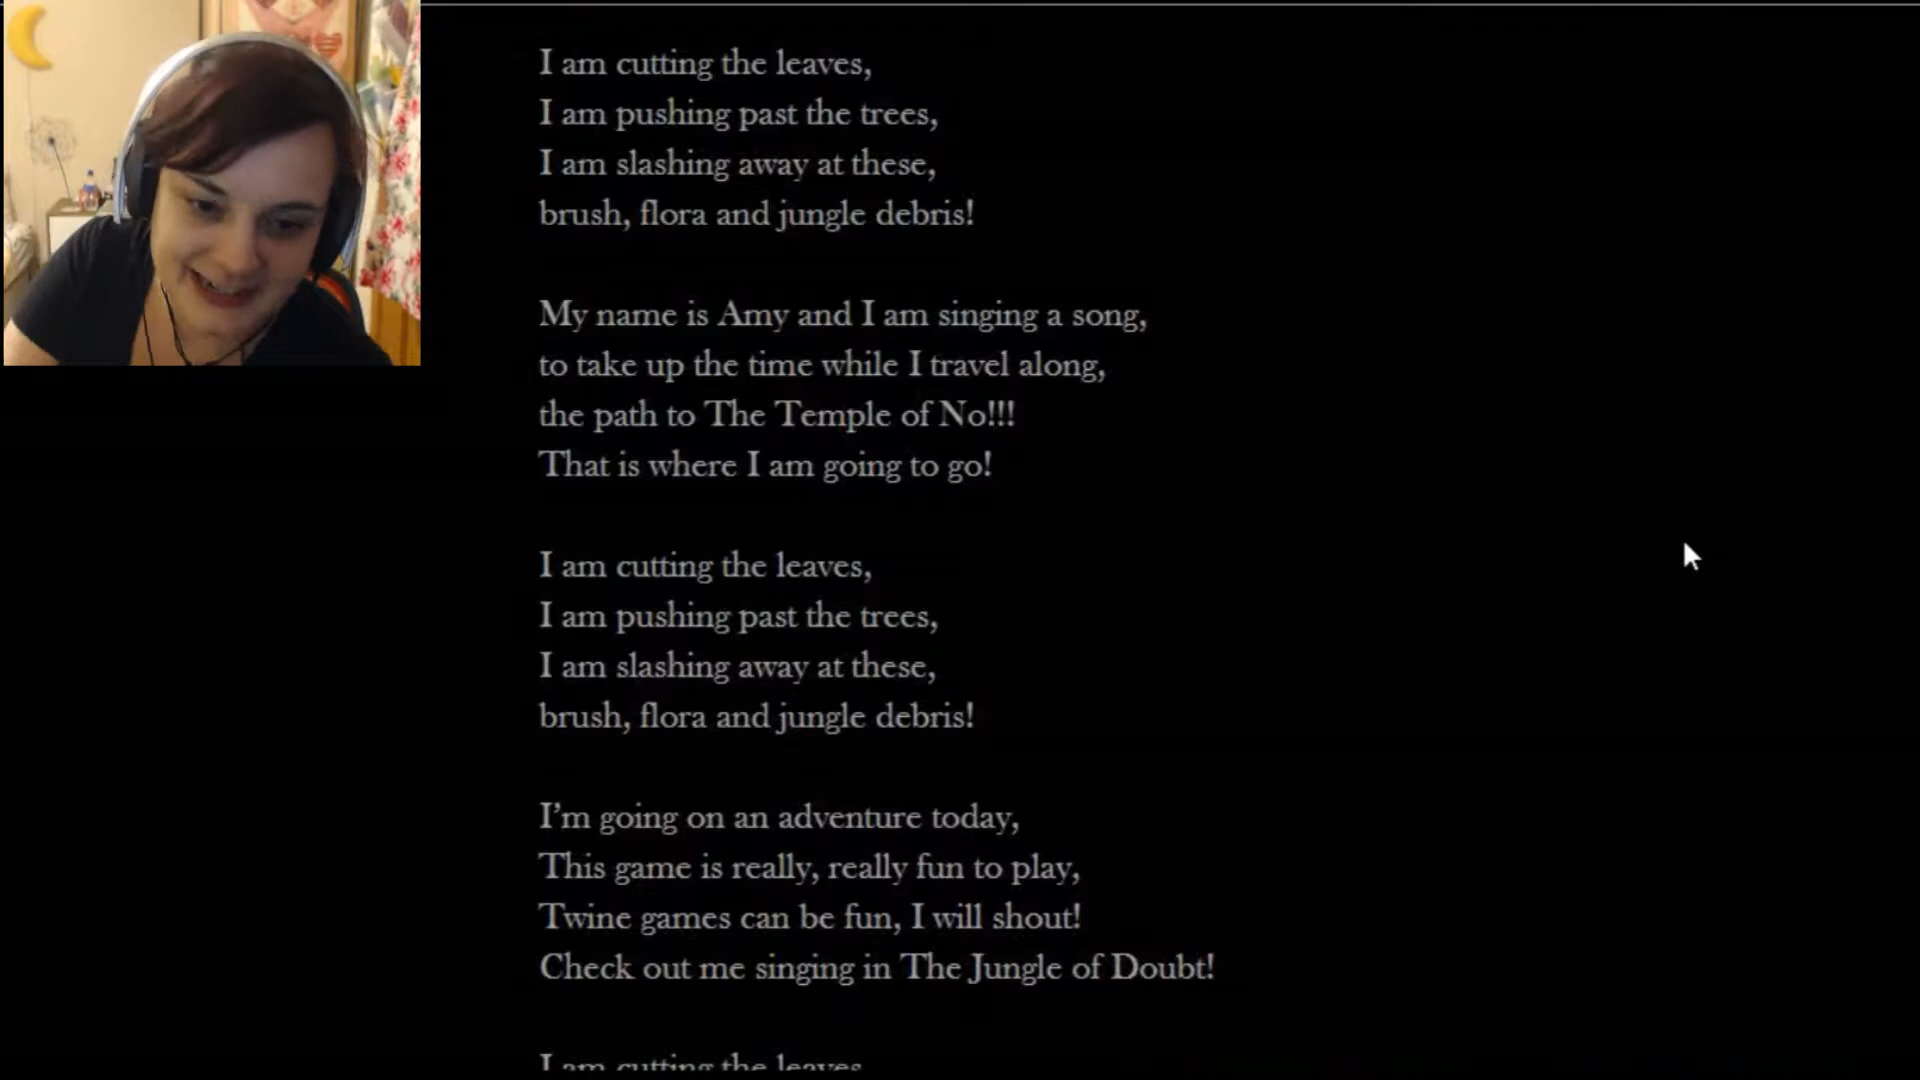 I am cutting the leaves,
I am pushing past the trees,
I am slashing away at these,
brush, flora and jungle debris!
My name is Amy and I am singing a song,
to take up the time while I travel along,
the path to The Temple of No!!!
That is where I am going to go!
I am cutting the leaves,
I am pushing past the trees,
I am slashing away at these,
brush, flora and jungle debris!
I’m going on an adventure today,
This game is really, really fun to play,
Twine games can be fun, I will shout!
Check out me singing in The Jungle of Doubt!
I am cutting the leaves